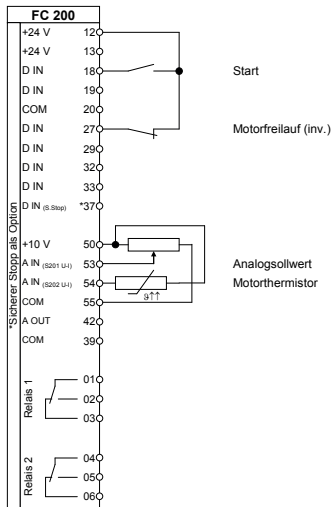 FC 200
+24 V 12
+24 V 13
D IN 18 Start
D IN 19
COM 20
D IN 27 Motorfreilauf (inv.)
D IN 29
D IN 32
D IN 33
D IN (S.Stop) *37
+10 V 50
A IN (S201 U-I) 53 Analogsollwert
A IN (S202 U-I) 54 Motorthermistor
ϑ↑↑
COM 55
A OUT 42
COM 39
*Sicherer Stopp als Option
Relais 1
01
02
03
Relais 2
04
05
06